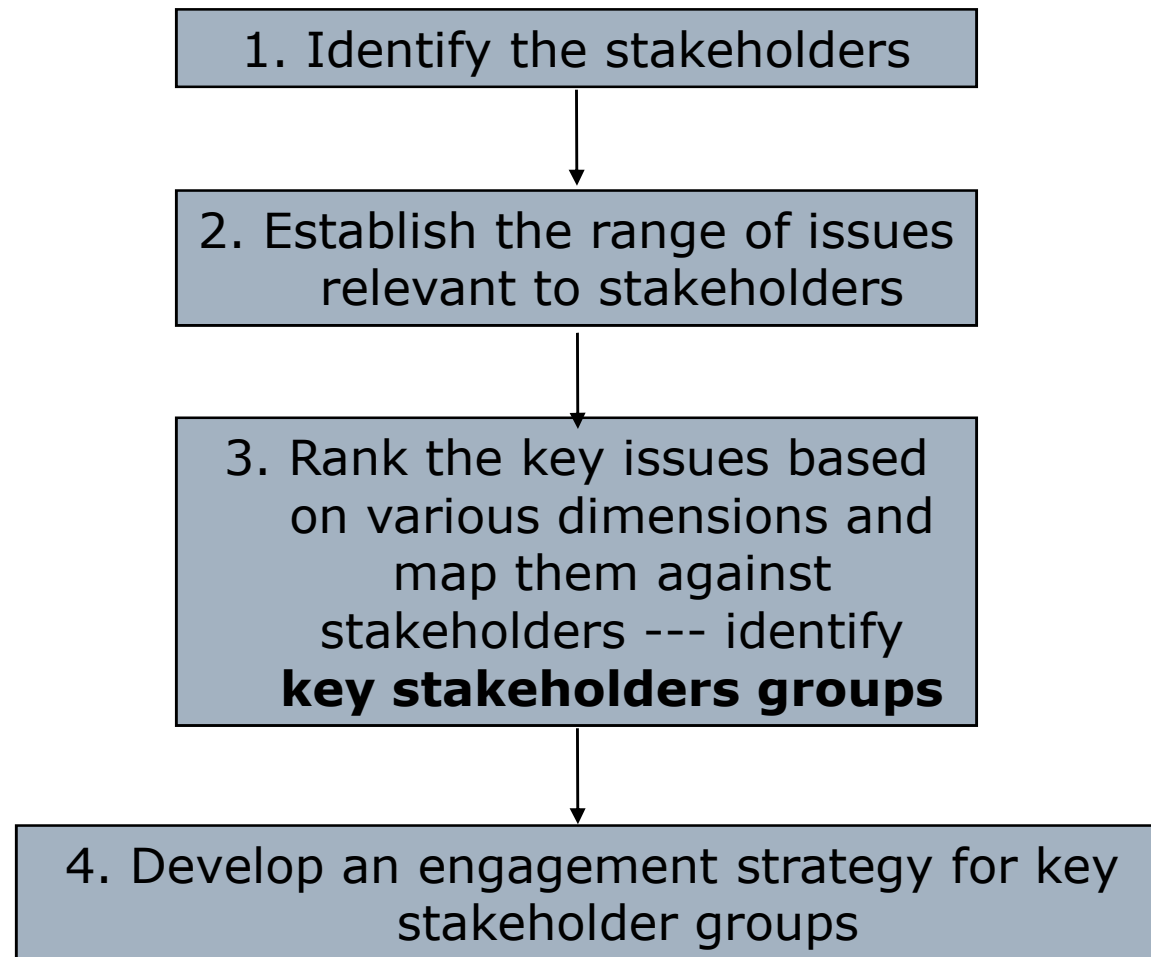 1. Identify the stakeholders
2. Establish the range of issues
relevant to stakeholders
3. Rank the key issues based
on various dimensions and
map them against
stakeholders --- identify
key stakeholders groups
4. Develop an engagement strategy for key
stakeholder groups